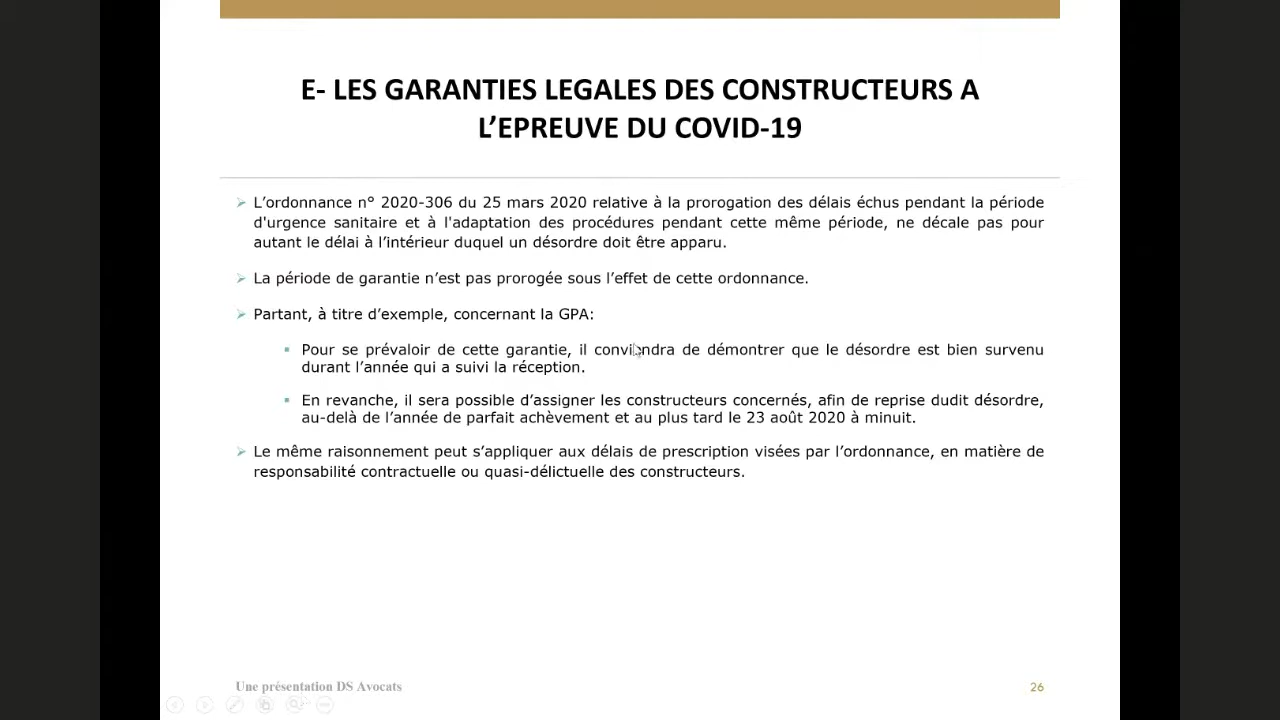 E- LES GARANTIES LEGALES DES CONSTRUCTEURS A
L’EPREUVE DU COVID-19
L’ordonnance n° 2020-306 du 25 mars 2020 relative à la prorogation des délais échus pendant la période
d'urgence sanitaire et à l'adaptation des procédures pendant cette même période, ne décale pas pour
autant le délai à l’intérieur duquel un désordre doit être apparu.
La période de garantie n’est pas prorogée sous l’effet de cette ordonnance.
Partant, à titre d’exemple, concernant la GPA:
Pour se prévaloir de cette garantie, il conviendra de démontrer que le désordre est bien survenu
durant l’année qui a suivi la réception.
En revanche, il sera possible d’assigner les constructeurs concernés, afin de reprise dudit désordre,
au-delà de l’année de parfait achèvement et au plus tard le 23 août 2020 à minuit.
Le même raisonnement peut s’appliquer aux délais de prescription visées par l’ordonnance, en matière de
responsabilité contractuelle ou quasi-délictuelle des constructeurs.
Une présentation DS Avocats
26